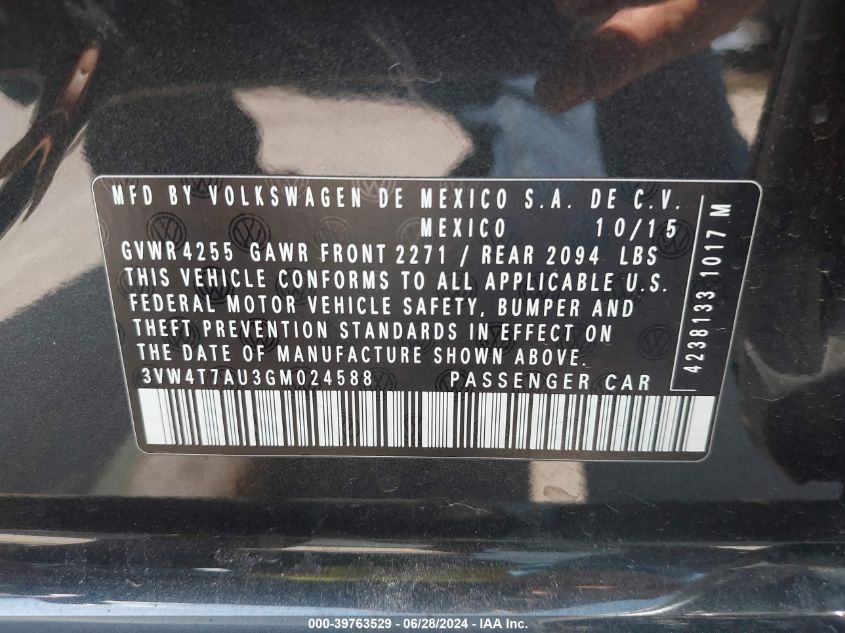 MFD BY VOLKSWAGEN DE MEXICO S.A. DE C.V.
MEXICO 10/15
GVWR 4255 GAWR FRONT 2271 / REAR 2094 LBS
THIS VEHICLE CONFORMS TO ALL APPLICABLE U.S.
FEDERAL MOTOR VEHICLE SAFETY, BUMPER AND
THEFT PREVENTION STANDARDS IN EFFECT ON
THE DATE OF MANUFACTURE SHOWN ABOVE.
3VW4T7AU3GM024588 PASSENGER CAR
4238133 1017 M
000-39763529 / 06/28/2024 - IAA Inc.